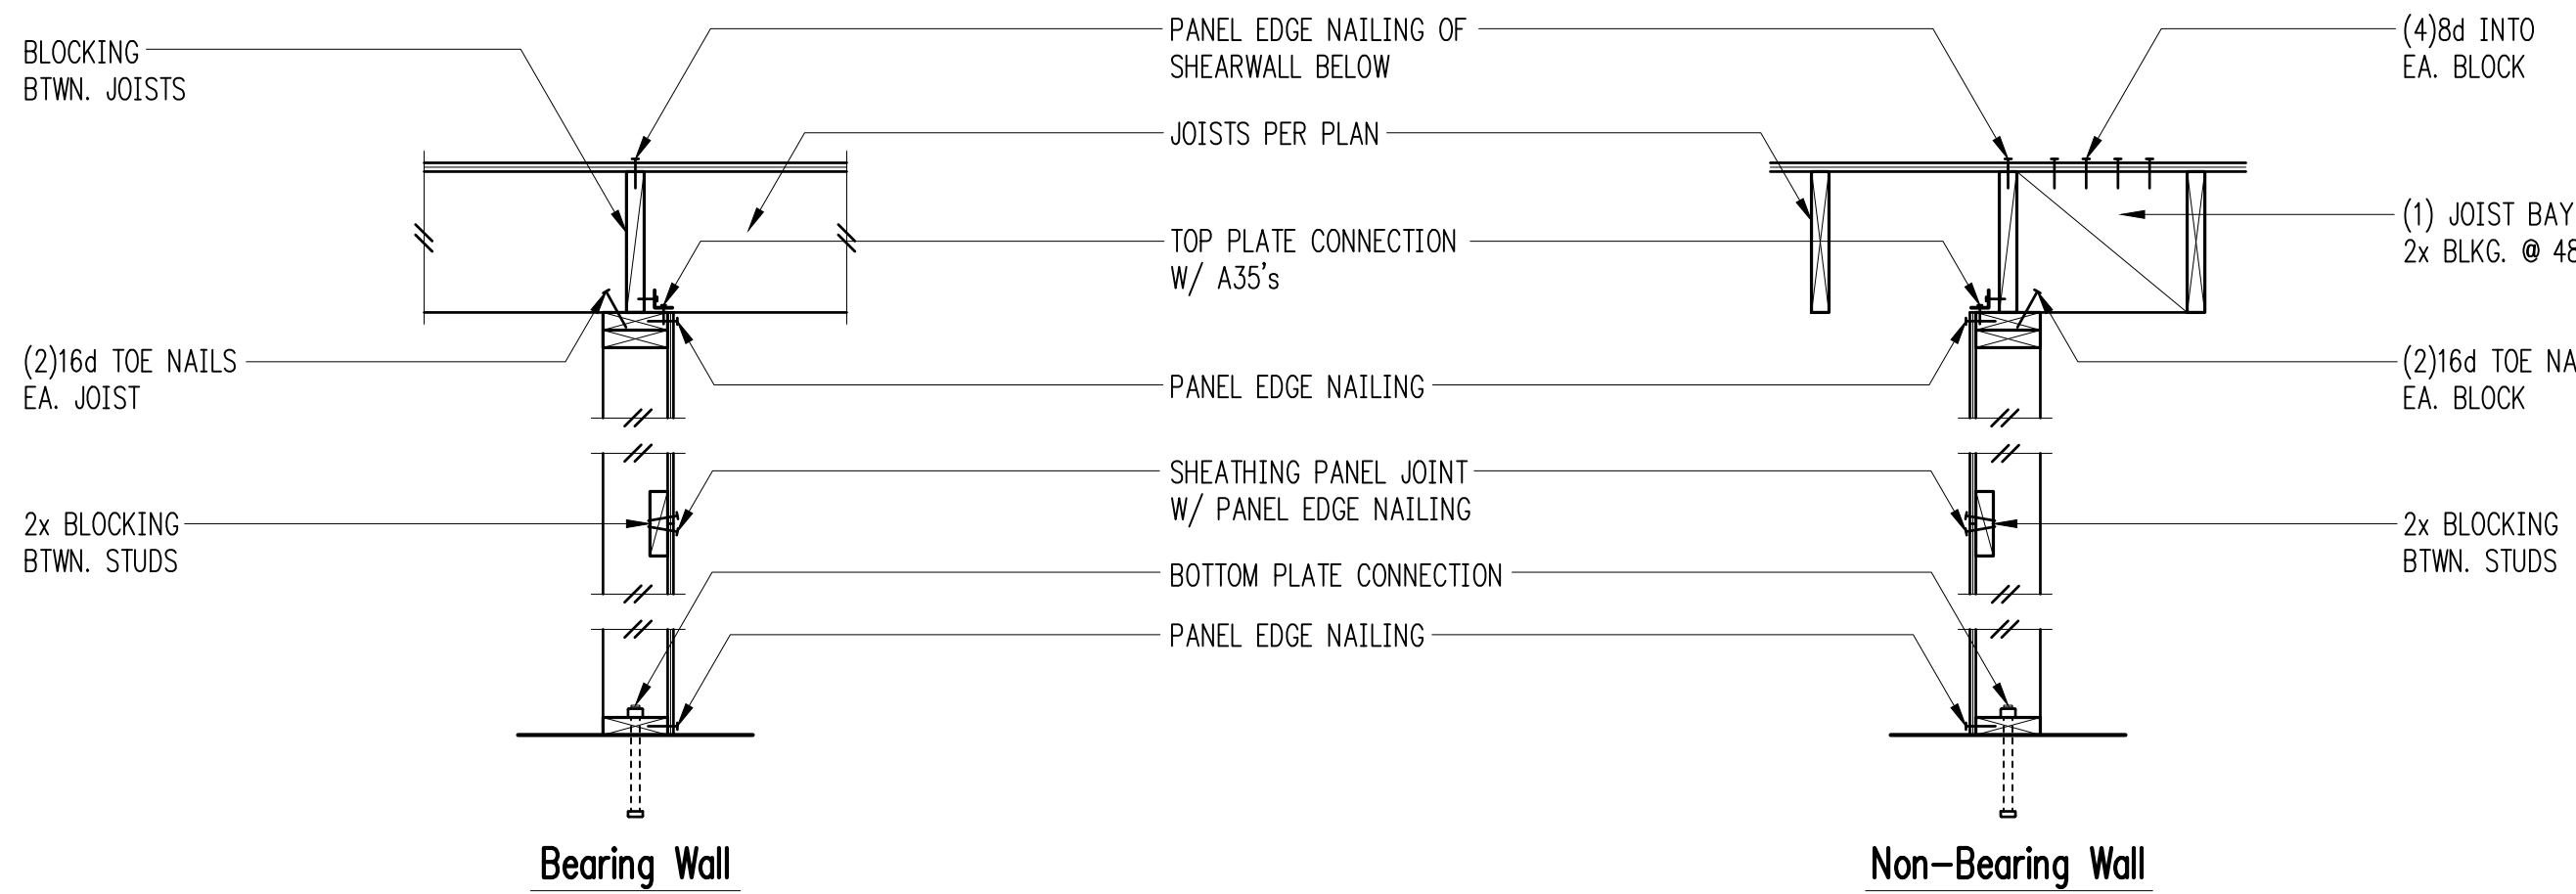 BLOCKING
BTWN. JOISTS
(2)16d TOE NAILS
EA. JOIST
2x BLOCKING
BTWN. STUDS
PANEL EDGE NAILING OF
SHEARWALL BELOW
JOISTS PER PLAN
TOP PLATE CONNECTION
W/ A35's
PANEL EDGE NAILING
SHEATHING PANEL JOINT
W/ PANEL EDGE NAILING
BOTTOM PLATE CONNECTION
PANEL EDGE NAILING
(4)8d INTO
EA. BLOCK
(1) JOIST BAY
2x BLKG. @ 48
(2)16d TOE
EA. BLOCK
2x BLOCKING
BTWN. STUDS
Bearing Wall
Non-Bearing Wall